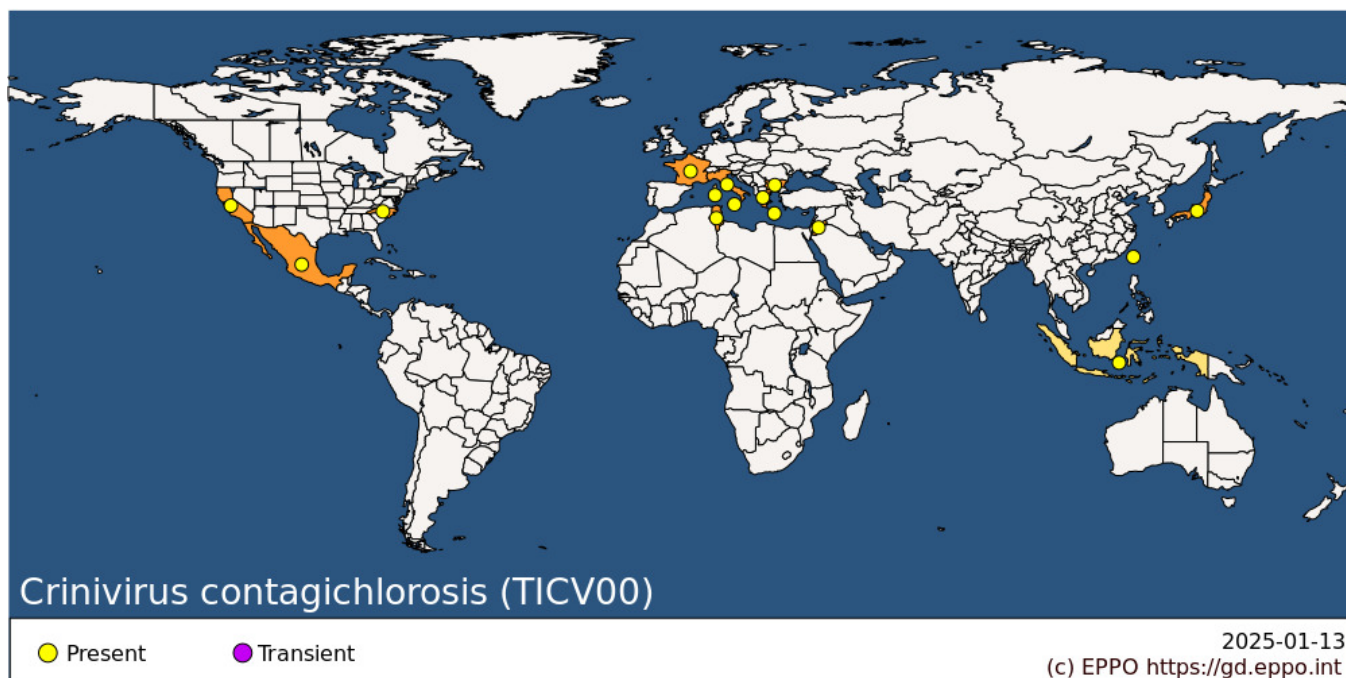 Crinivirus contagichlorosis (TICV00)
Present
Transient
2025-01-13
(c) EPPO https://gd.eppo.int